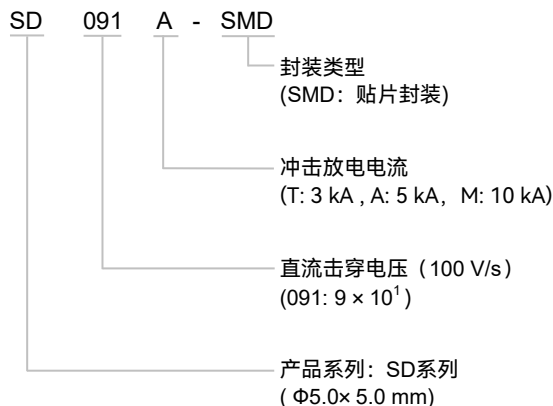 SD 091 A - SMD
封装类型
(SMD：贴片封装)
冲击放电电流
(T: 3 kA , A: 5 kA，M: 10 kA)
直流击穿电压（100 V/s）
(091: 9 × 10¹ )
产品系列：SD系列
( Φ5.0× 5.0 mm)